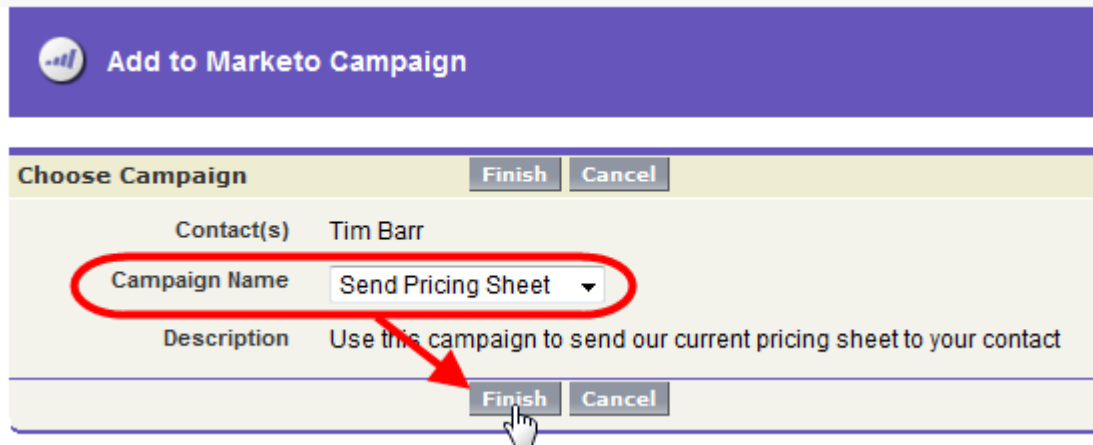 Add to Marketo Campaign
Choose Campaign Finish Cancel
Contact(s) Tim Barr
Campaign Name Send Pricing Sheet
Description Use this campaign to send our current pricing sheet to your contact
Finish Cancel